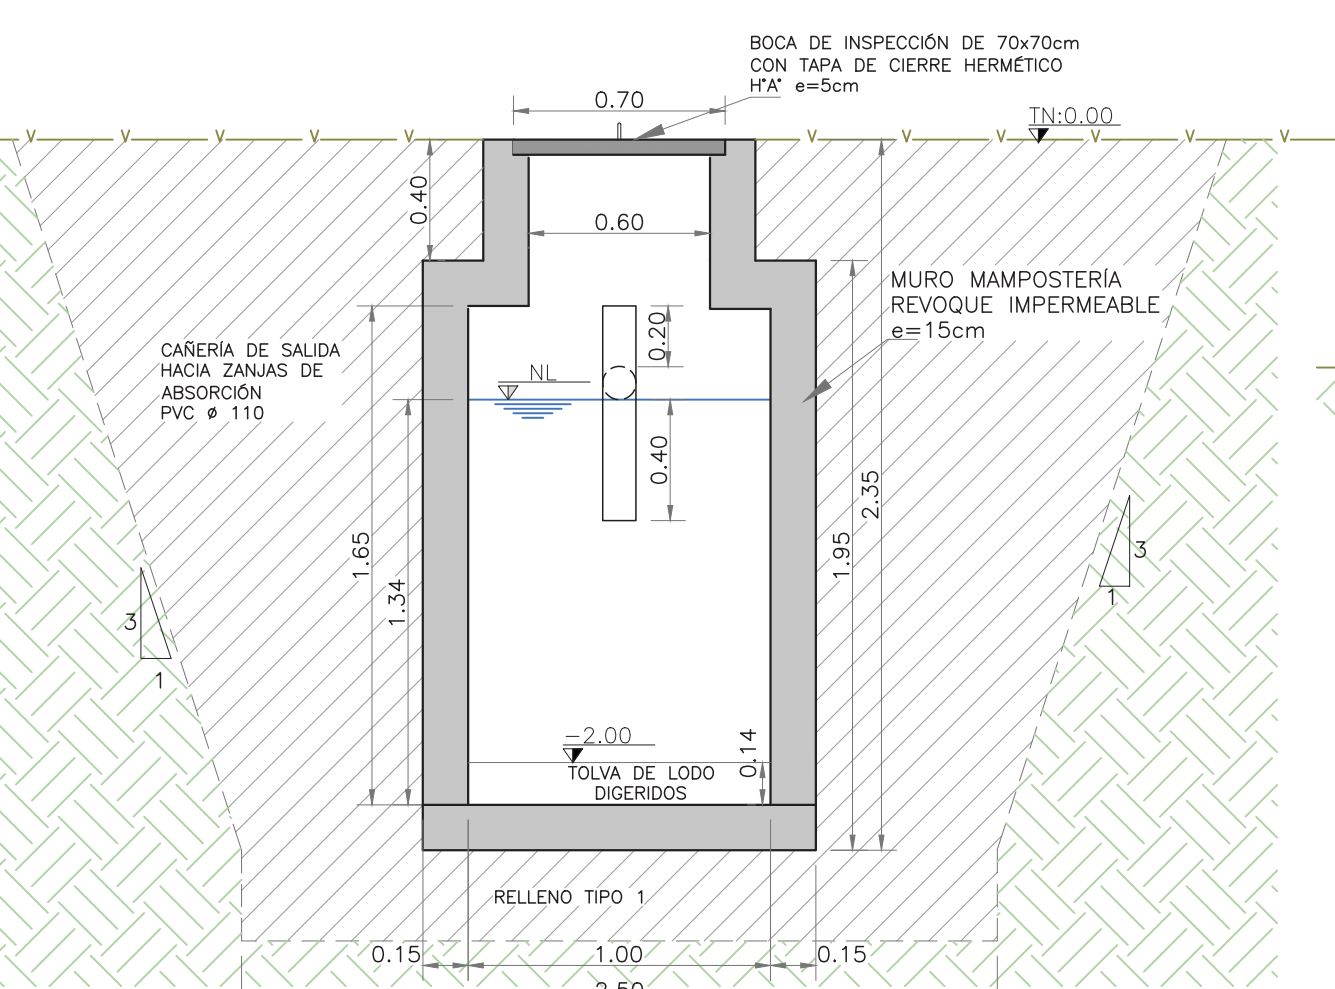 BOCA DE INSPECCIÓN DE 70x70cm
CON TAPA DE CIERRE HERMÉTICO
H°A° e=5cm
0.70
TN:0.00
0.40
0.60
MURO MAMPOSTERÍA
REVOQUE IMPERMEABLE
e=15cm
0.20
CAÑERÍA DE SALIDA
HACIA ZANJAS DE
ABSORCIÓN
PVC ø 110
NL
0.40
2.35
1.65
1.95
1.34
3
1
3
1
-2.00
0.14
TOLVA DE LODO
DIGERIDOS
RELLENO TIPO 1
0.15
1.00
0.15
2.50